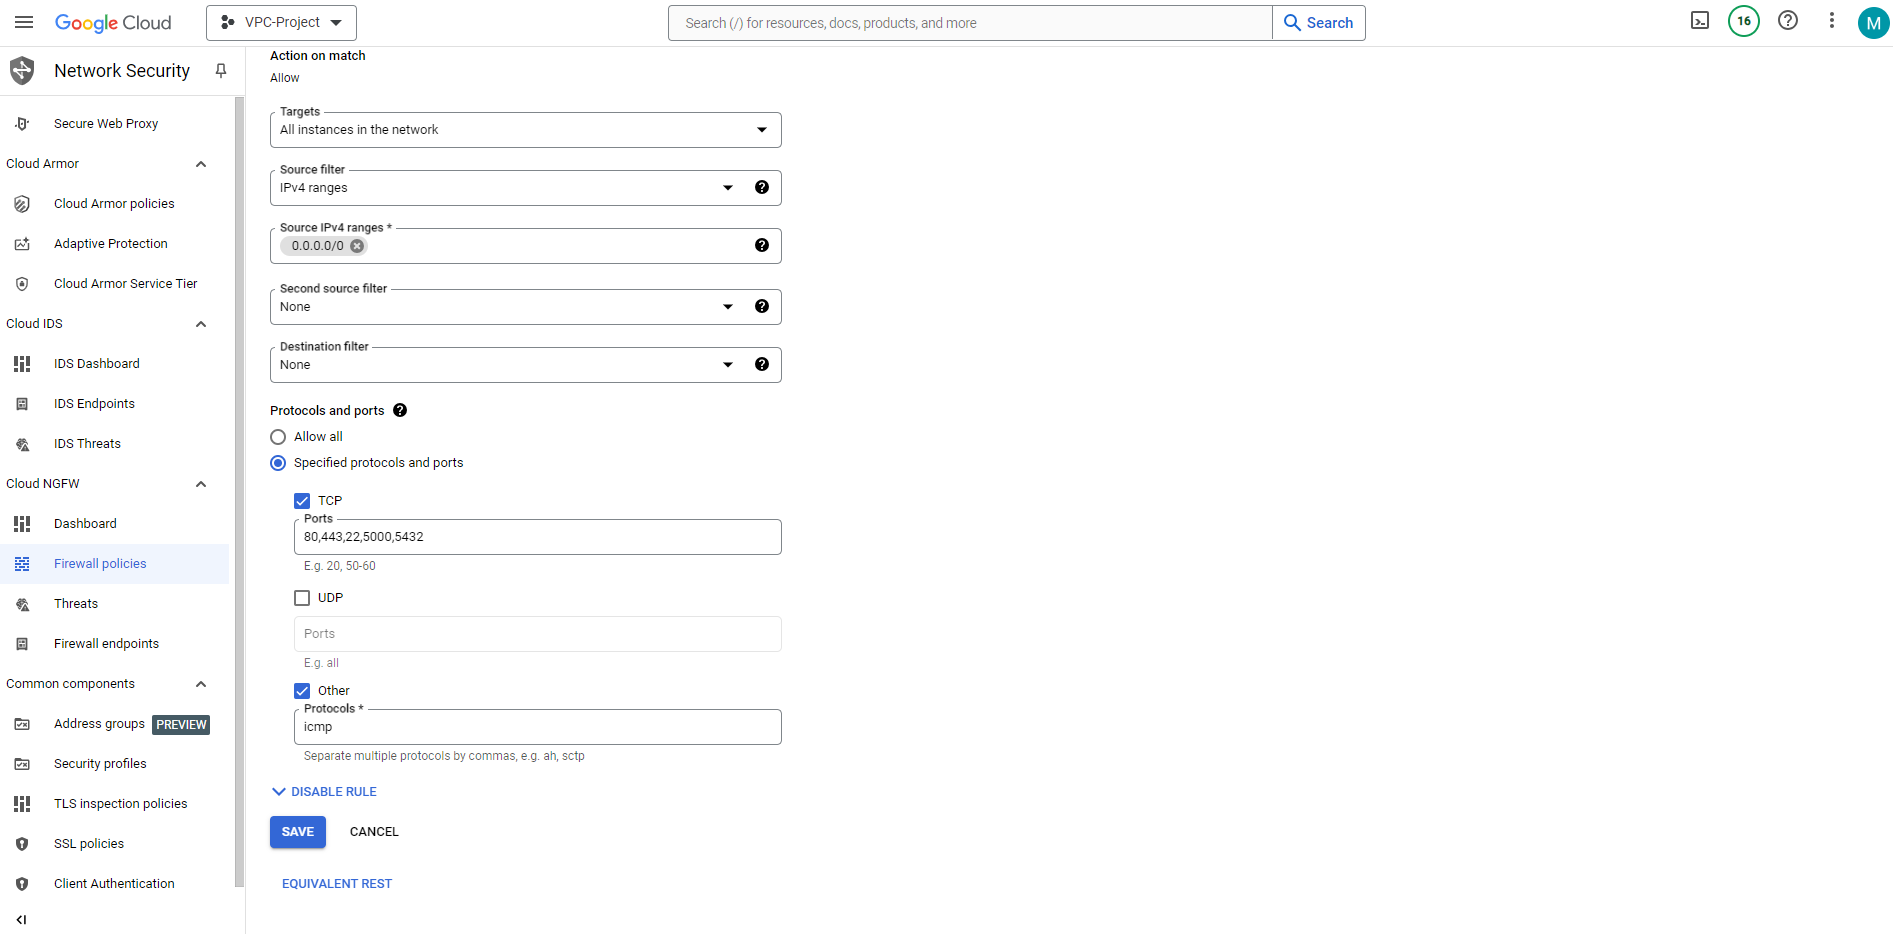 Google Cloud
VPC-Project
Search (/) for resources, docs, products, and more
Search
16
M
Network Security
Secure Web Proxy
Cloud Armor
Cloud Armor policies
Adaptive Protection
Cloud Armor Service Tier
Cloud IDS
IDS Dashboard
IDS Endpoints
IDS Threats
Cloud NGFW
Dashboard
Firewall policies
Threats
Firewall endpoints
Common components
Address groups PREVIEW
Security profiles
TLS inspection policies
SSL policies
Client Authentication
Action on match
Allow
Targets
All instances in the network
Source filter
IPv4 ranges
Source IPv4 ranges *
0.0.0.0/0
Second source filter
None
Destination filter
None
Protocols and ports
Allow all
Specified protocols and ports
TCP
Ports
80,443,22,5000,5432
E.g. 20, 50-60
UDP
Ports
E.g. all
Other
Protocols *
icmp
Separate multiple protocols by commas, e.g. ah, sctp
DISABLE RULE
SAVE CANCEL
EQUIVALENT REST